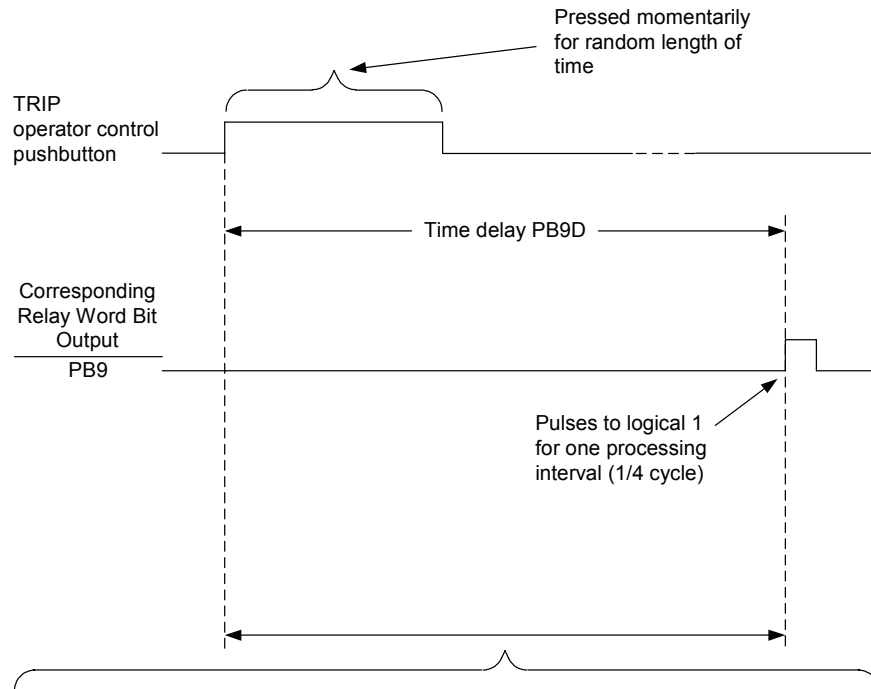 Pressed momentarily
for random length of
time
TRIP
operator control
pushbutton
Time delay PB9D
Corresponding
Relay Word Bit
Output
PB9
Pulses to logical 1
for one processing
interval (1/4 cycle)